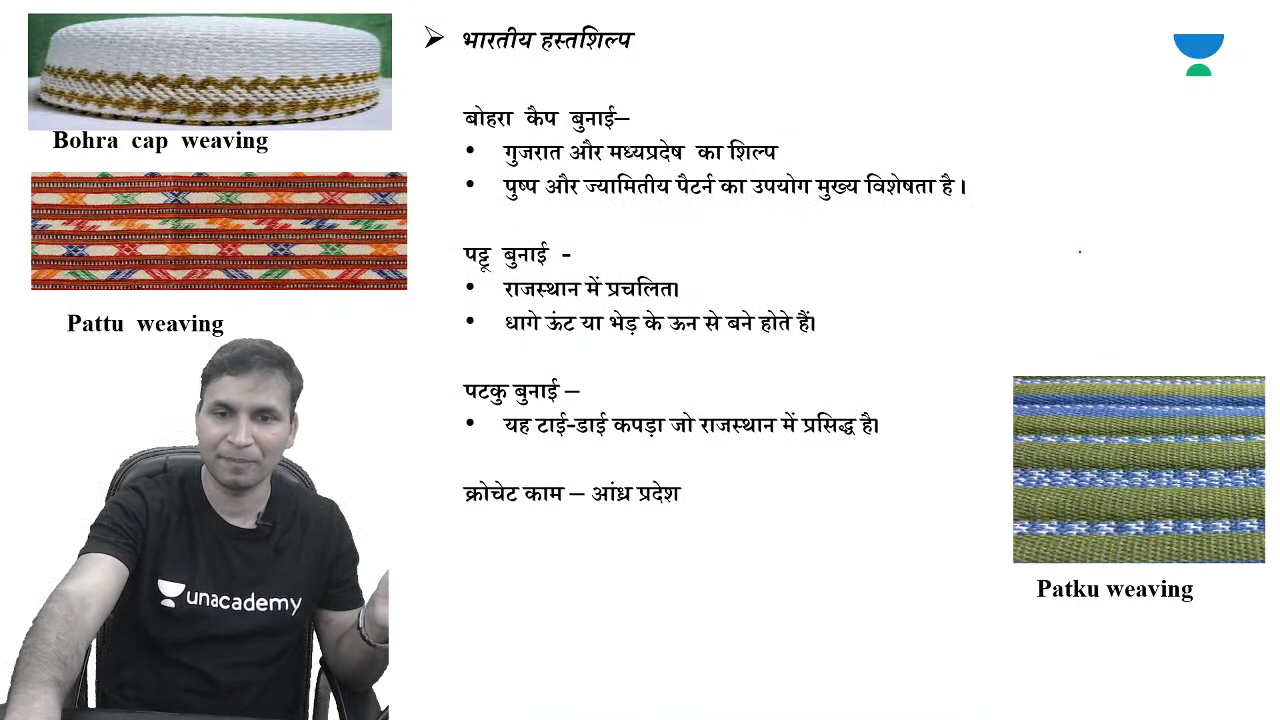 ➢ भारतीय हस्तशिल्प
Bohra cap weaving
बोहरा कैप बुनाई–
• गुजरात और मध्यप्रदेष का शिल्प
• पुष्प और ज्यामितीय पैटर्न का उपयोग मुख्य विशेषता है।
Pattu weaving
पट्टू बुनाई -
• राजस्थान में प्रचलित।
• धागे ऊंट या भेड़ के ऊन से बने होते हैं।
पटकु बुनाई –
• यह टाई-डाई कपड़ा जो राजस्थान में प्रसिद्ध है।
क्रोचेट काम – आंध्र प्रदेश
Patku weaving
unacademy